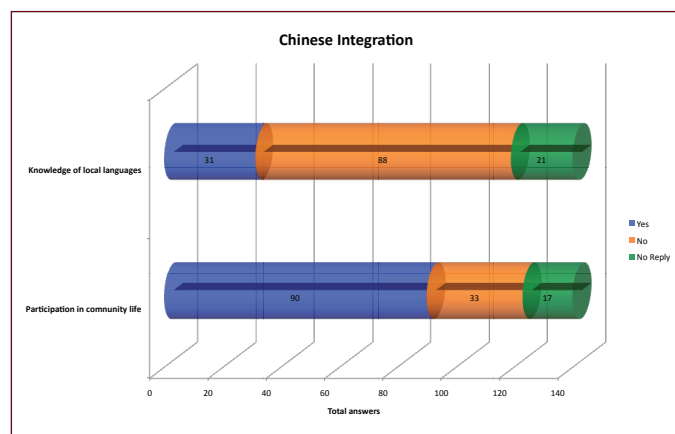 Chinese Integration
Knowledge of local languages
31 88 21
Yes
No
No Reply
Participation in comnunity life
90 33 17
0 20 40 60 80 100 120 140
Total answers